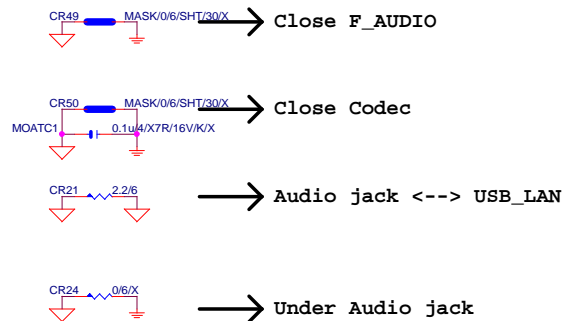 CR49 MASK/0/6/SHT/30/X Close F_AUDIO
CR50 MASK/0/6/SHT/30/X Close Codec
MOATC1 0.1u/4/X7R/16V/K/X
CR21 2.2/6 Audio jack <--> USB_LAN
CR24 0/6/X Under Audio jack